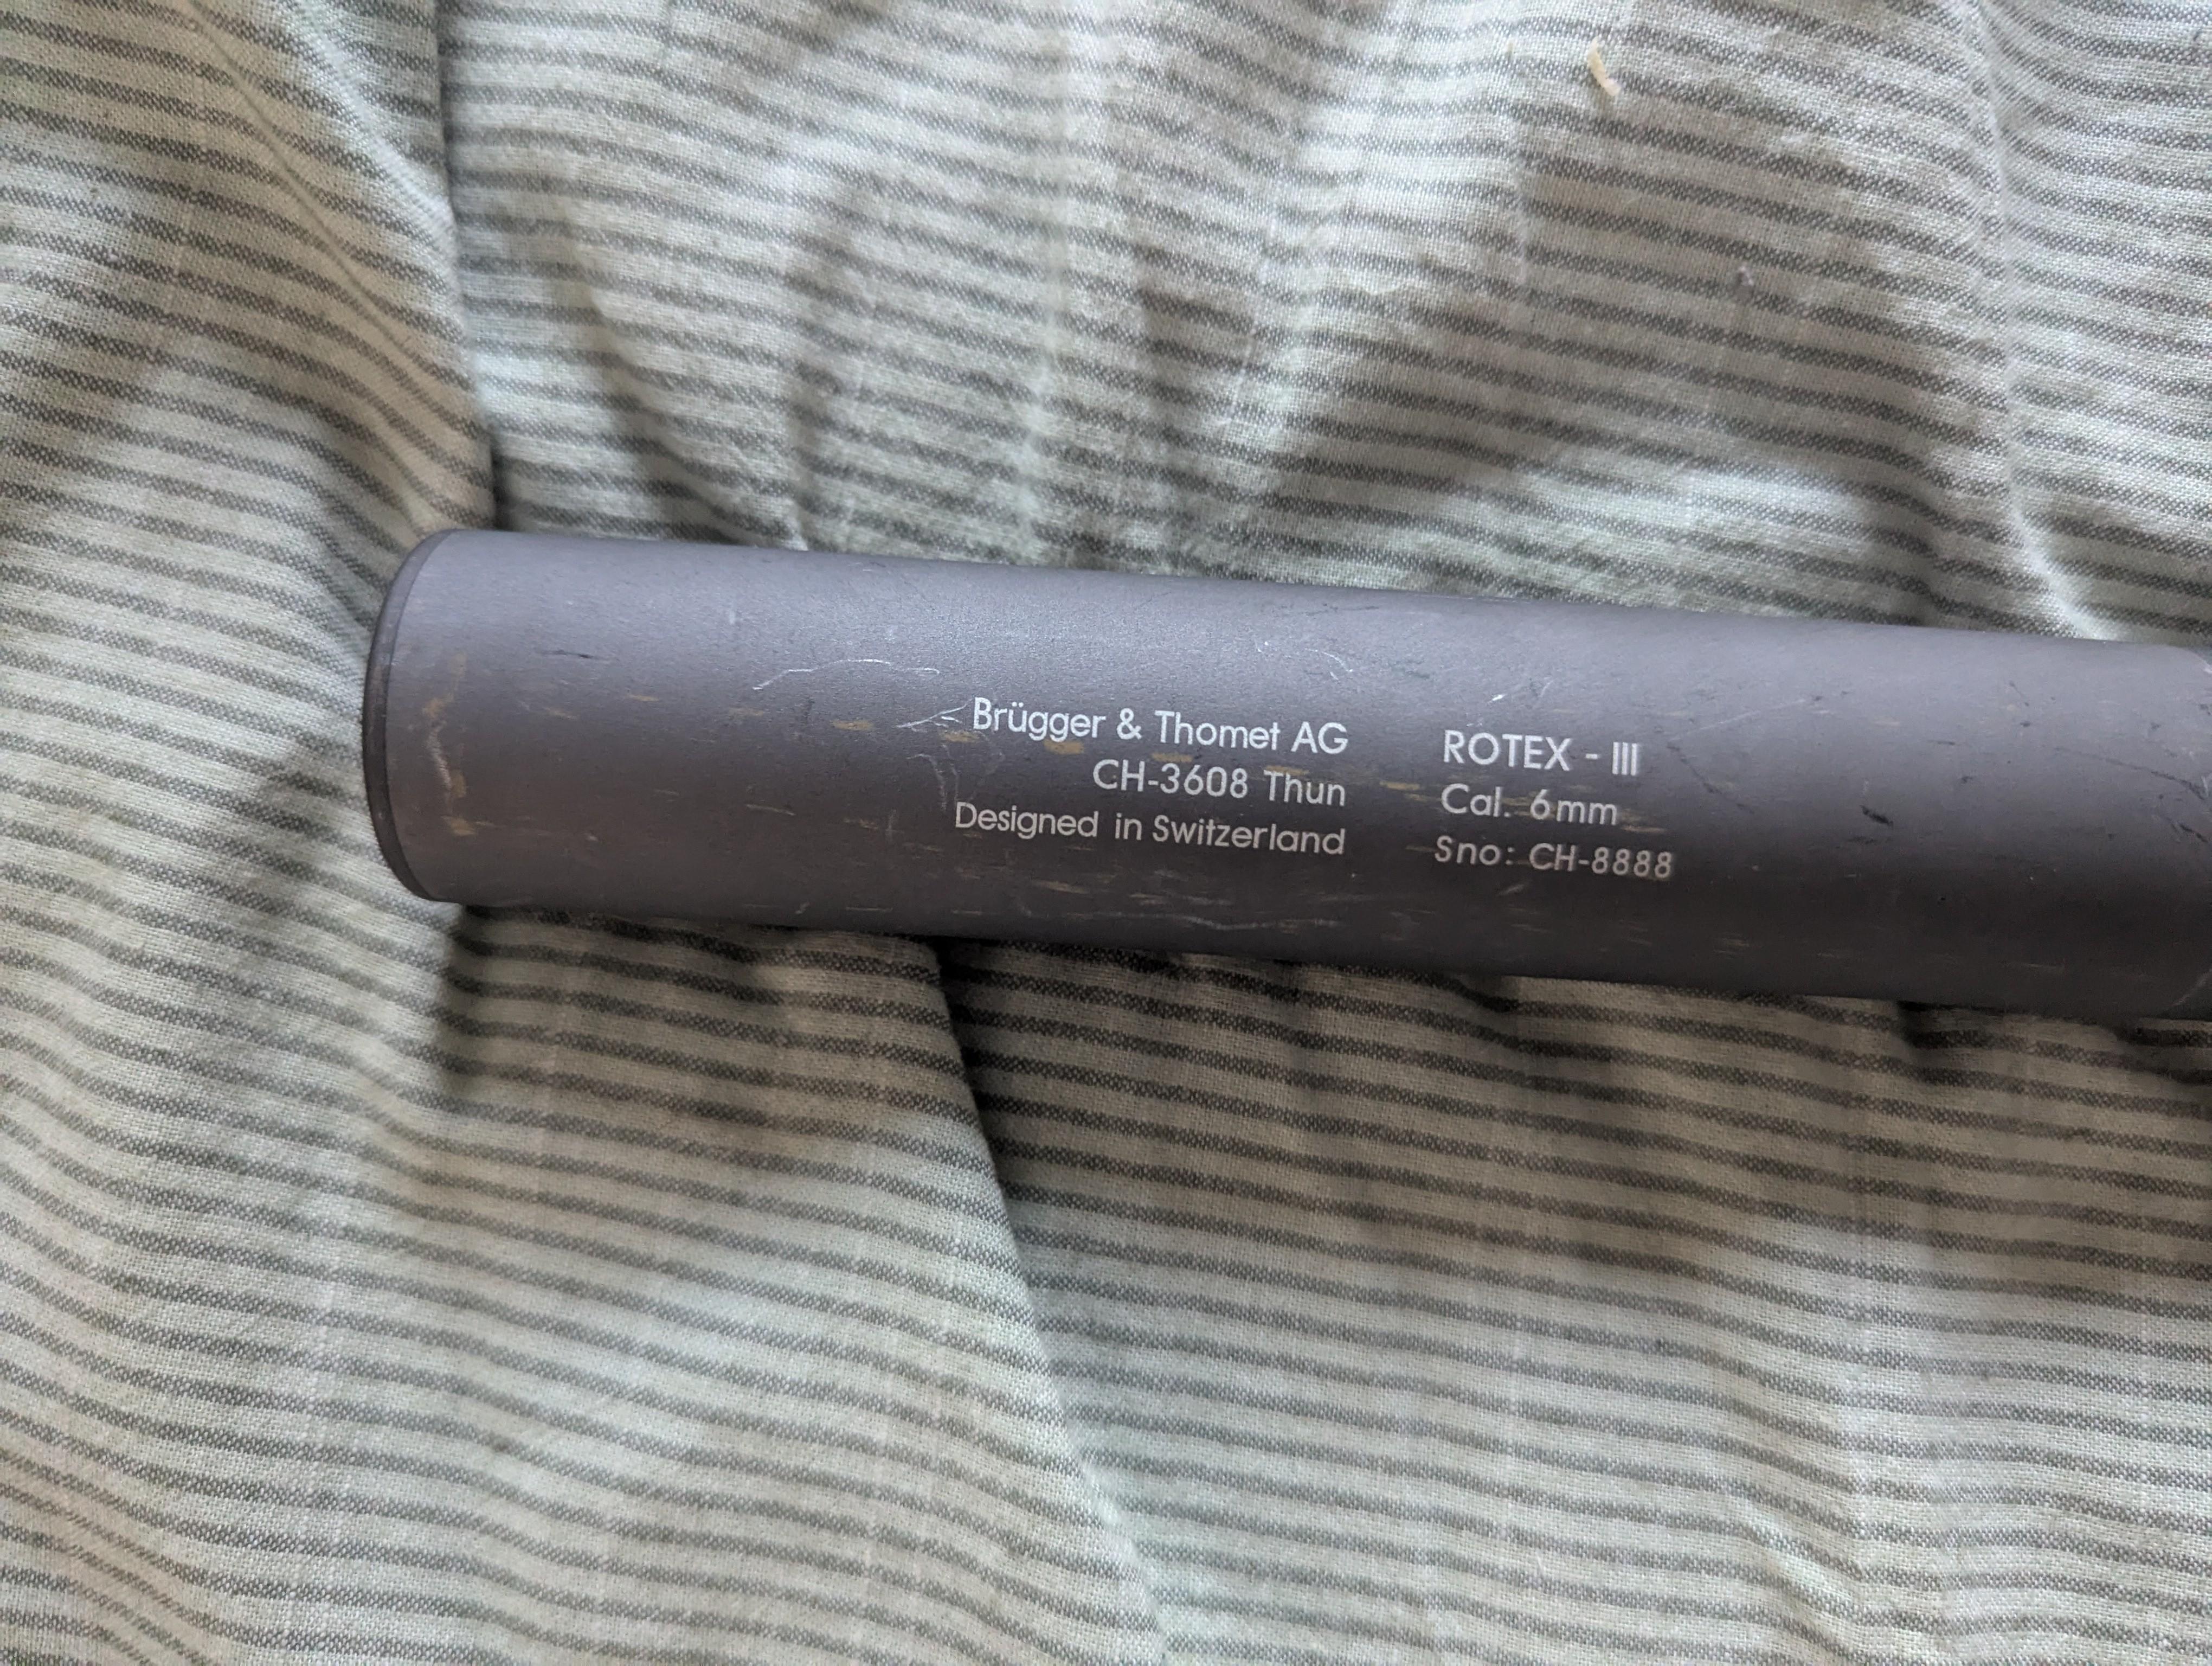 Brügger & Thomet AG
CH-3608 Thun
Designed in Switzerland
ROTEX - III
Cal. 6mm
Sno: CH-8888